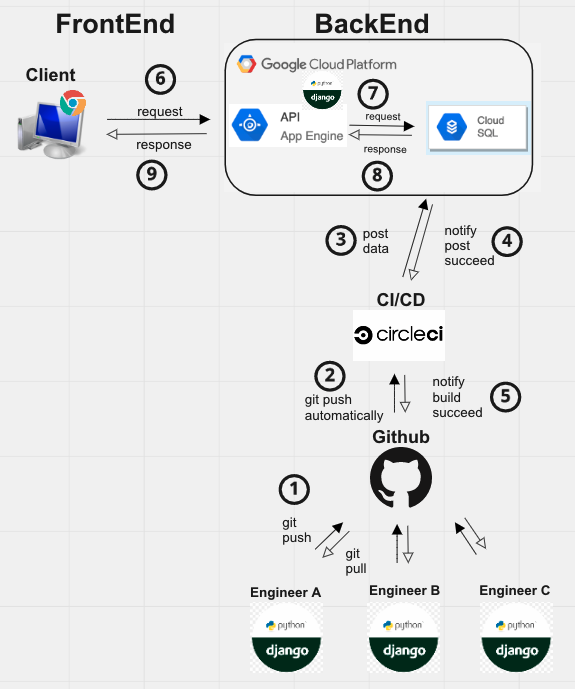 FrontEnd
BackEnd
Client
6
request
response
9
Google Cloud Platform
python
django
7
API
App Engine
request
response
8
Cloud
SQL
3
post
data
notify
post
succeed
4
CI/CD
circleci
2
git push
automatically
notify
build
succeed
5
Github
1
git
push
git
pull
Engineer A
Engineer B
Engineer C
python
django
python
django
python
django